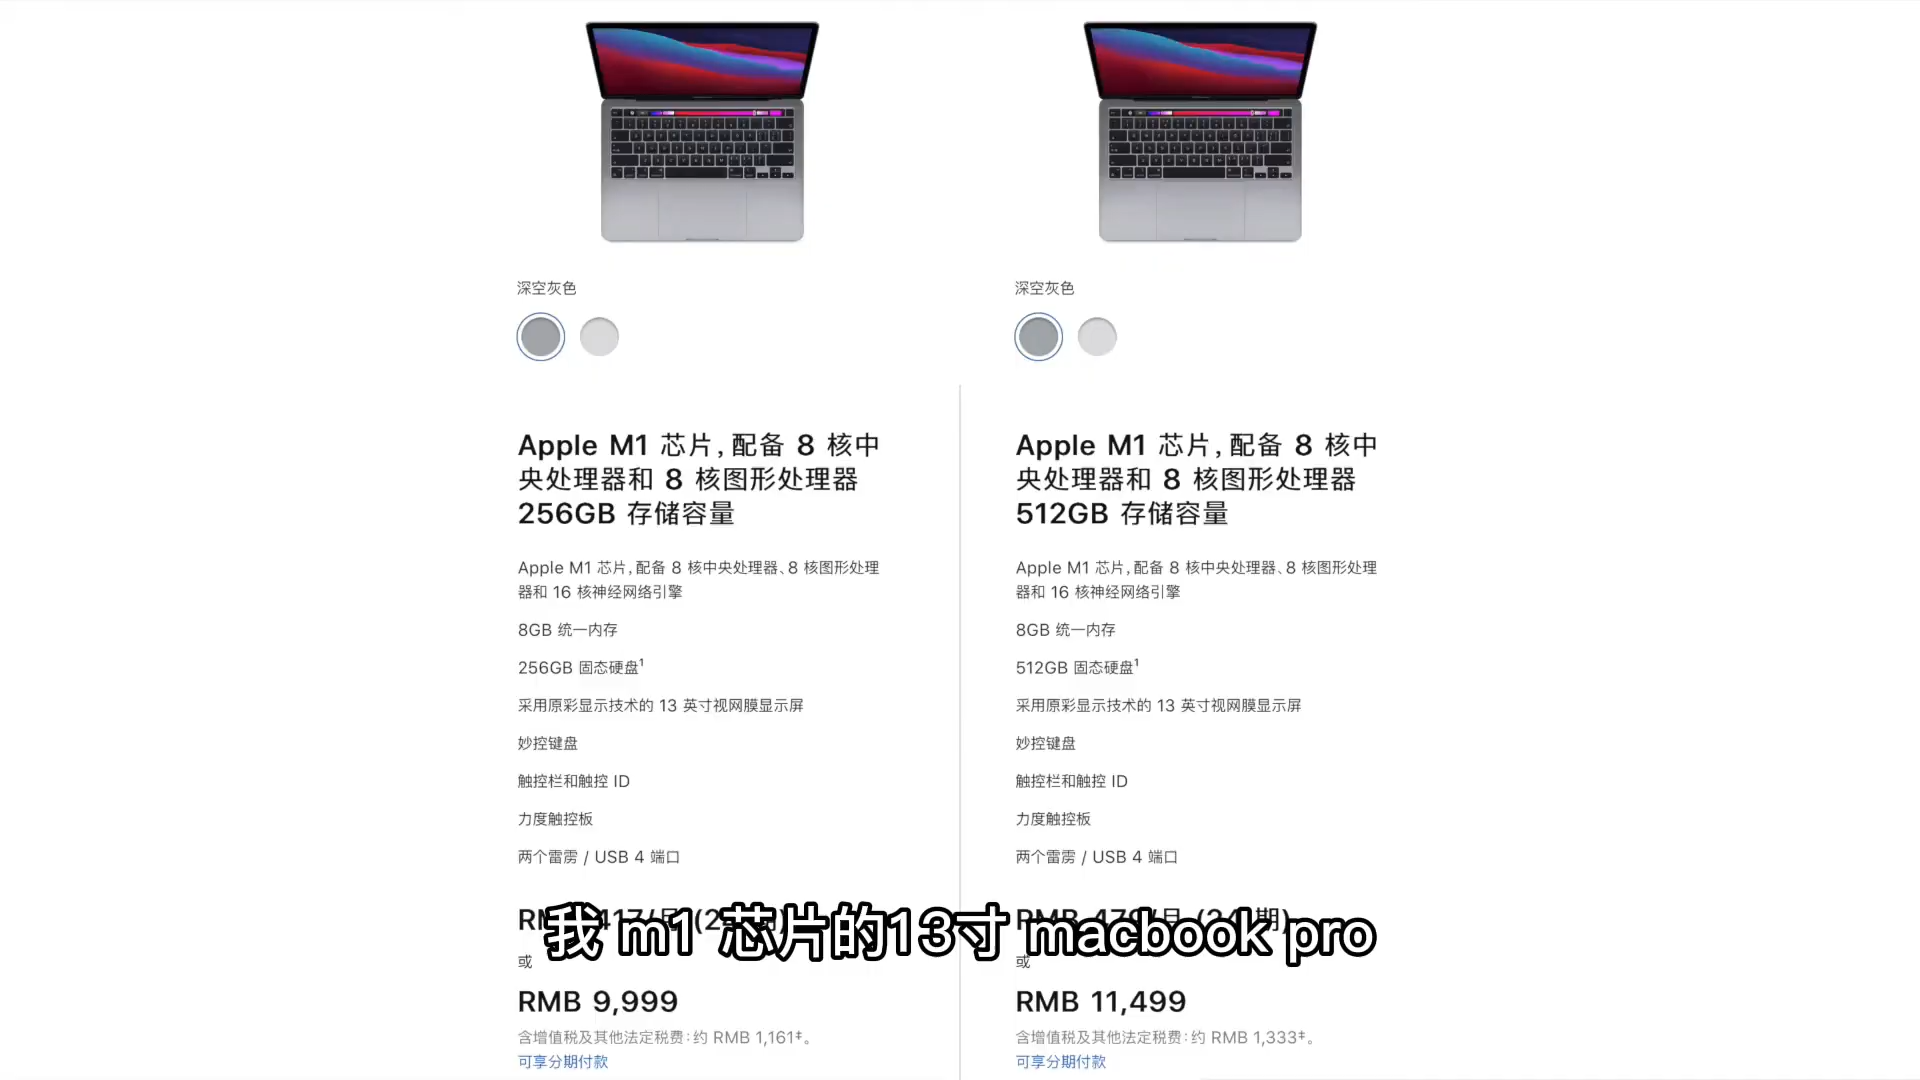 深空灰色
Apple M1 芯片，配备 8 核中
央处理器和 8 核图形处理器
256GB 存储容量
Apple M1 芯片，配备 8 核中央处理器、8 核图形处理
器和 16 核神经网络引擎
8GB 统一内存
256GB 固态硬盘¹
采用原彩显示技术的 13 英寸视网膜显示屏
妙控键盘
触控栏和触控 ID
力度触控板
两个雷雳 / USB 4 端口
或
RMB 9,999
含增值税及其他法定税费：约 RMB 1,161‡。
可享分期付款
深空灰色
Apple M1 芯片，配备 8 核中
央处理器和 8 核图形处理器
512GB 存储容量
Apple M1 芯片，配备 8 核中央处理器、8 核图形处理
器和 16 核神经网络引擎
8GB 统一内存
512GB 固态硬盘¹
采用原彩显示技术的 13 英寸视网膜显示屏
妙控键盘
触控栏和触控 ID
力度触控板
两个雷雳 / USB 4 端口
或
RMB 11,499
含增值税及其他法定税费：约 RMB 1,333‡。
可享分期付款
我 m1 芯片的13寸 macbook pro